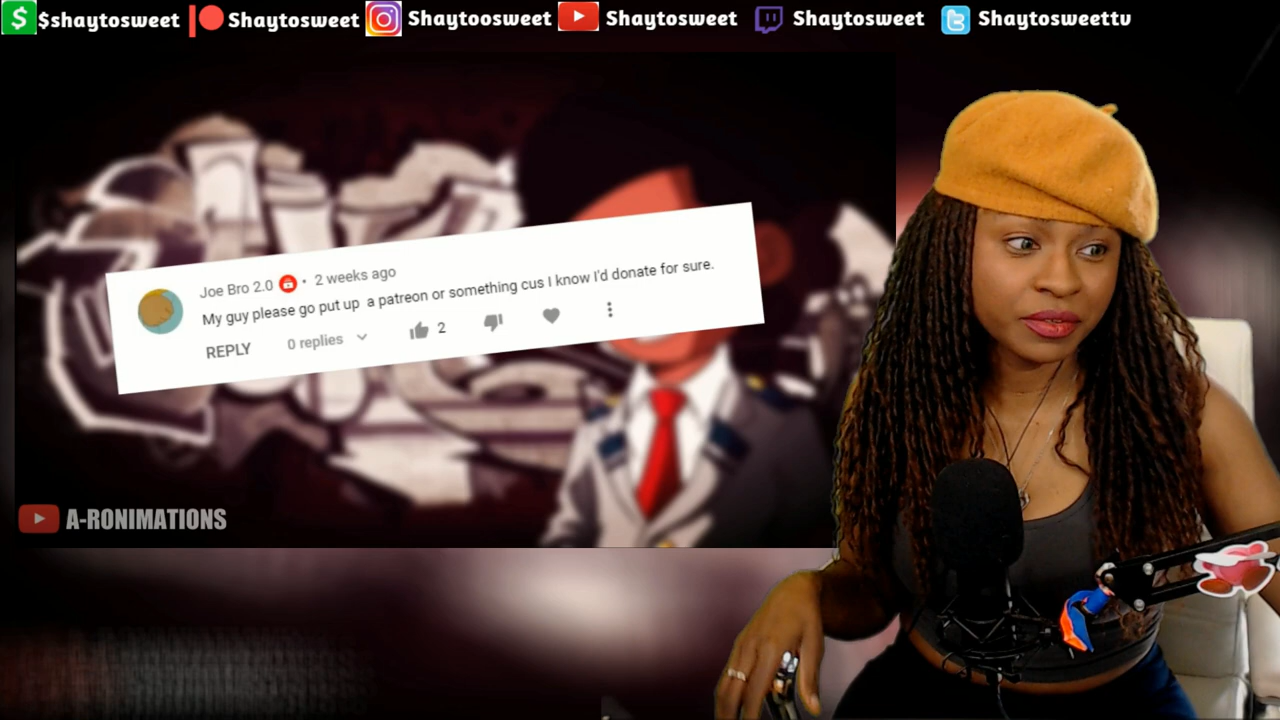 $shaytosweet Shaytosweet Shaytoosweet Shaytosweet Shaytosweet Shaytosweettv
Joe Bro 2.0 • 2 weeks ago
My guy please go put up a patreon or something cus I know I'd donate for sure.
REPLY 0 replies 2
A-RONIMATIONS